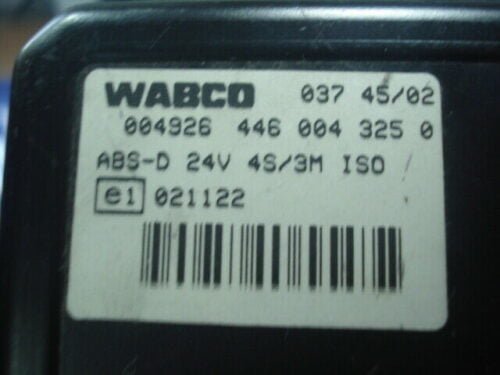 WABCO 037 45/02
004926 446 004 325 0
ABS-D 24V 4S/3M ISO /
e1 021122